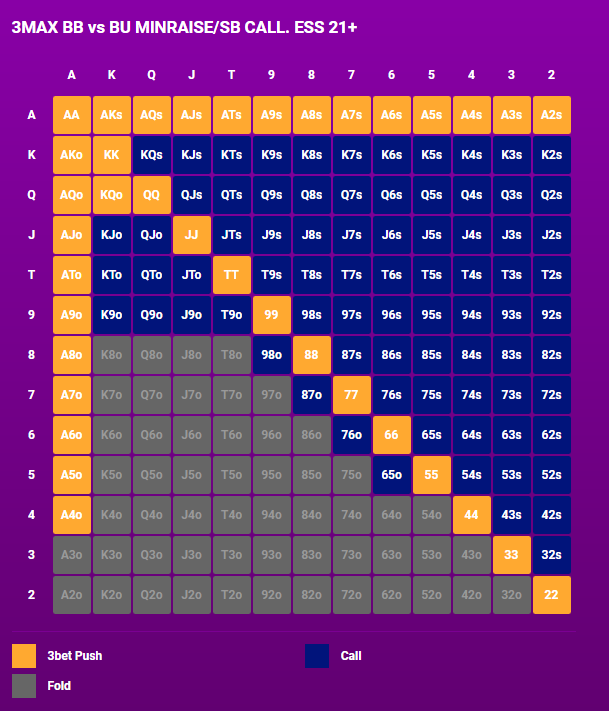 3MAX BB vs BU MINRAISE/SB CALL. ESS 21+
A K Q J T 9 8 7 6 5 4 3 2
A AA AKs AQs AJs ATs A9s A8s A7s A6s A5s A4s A3s A2s
K AKo KK KQs KJs KTs K9s K8s K7s K6s K5s K4s K3s K2s
Q AQo KQo QQ QJs QTs Q9s Q8s Q7s Q6s Q5s Q4s Q3s Q2s
J AJo KJo QJo JJ JTs J9s J8s J7s J6s J5s J4s J3s J2s
T ATo KTo QTo JTo TT T9s T8s T7s T6s T5s T4s T3s T2s
9 A9o K9o Q9o J9o T9o 99 98s 97s 96s 95s 94s 93s 92s
8 A8o K8o Q8o J8o T8o 98o 88 87s 86s 85s 84s 83s 82s
7 A7o K7o Q7o J7o T7o 97o 87o 77 76s 75s 74s 73s 72s
6 A6o K6o Q6o J6o T6o 96o 86o 76o 66 65s 64s 63s 62s
5 A5o K5o Q5o J5o T5o 95o 85o 75o 65o 55 54s 53s 52s
4 A4o K4o Q4o J4o T4o 94o 84o 74o 64o 54o 44 43s 42s
3 A3o K3o Q3o J3o T3o 93o 83o 73o 63o 53o 43o 33 32s
2 A2o K2o Q2o J2o T2o 92o 82o 72o 62o 52o 42o 32o 22
3bet Push Call
Fold